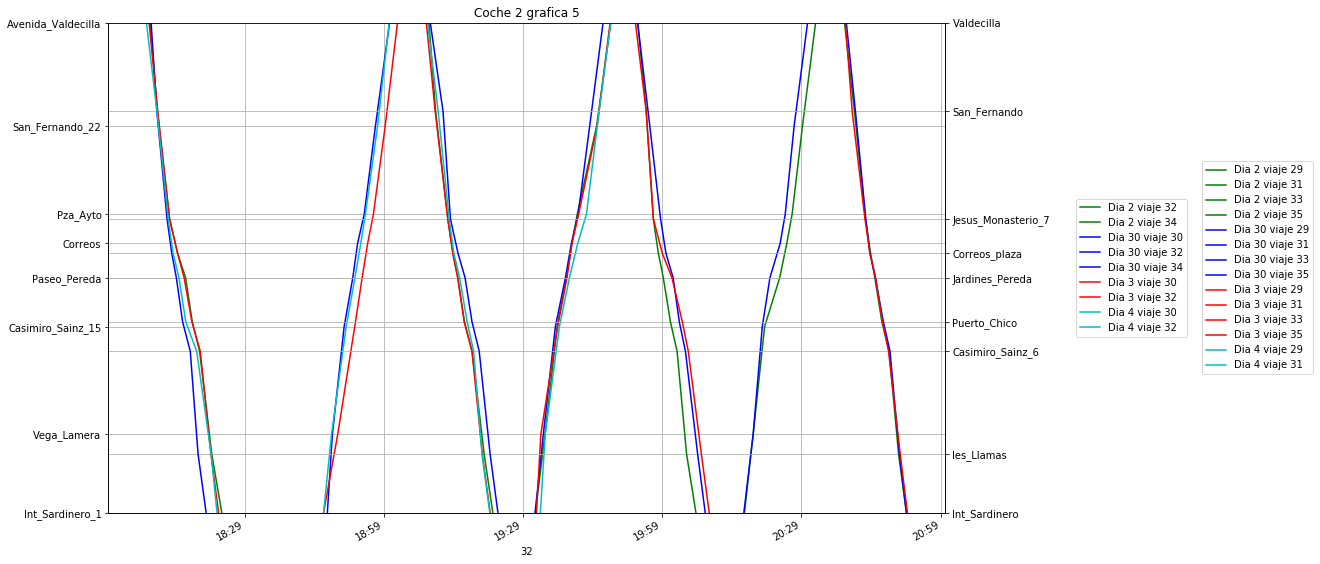 Coche 2 grafica 5
Avenida_Valdecilla
San_Fernando_22
Pza_Ayto
Correos
Paseo_Pereda
Casimiro_Sainz_15
Vega_Lamera
Int_Sardinero_1
Valdecilla
San_Fernando
Jesus_Monasterio_7
Correos_plaza
Jardines_Pereda
Puerto_Chico
Casimiro_Sainz_6
Ies_Llamas
Int_Sardinero
18:29
18:59
19:29
19:59
20:29
20:59
32
Dia 2 viaje 32
Dia 2 viaje 34
Dia 30 viaje 30
Dia 30 viaje 32
Dia 30 viaje 34
Dia 3 viaje 30
Dia 3 viaje 32
Dia 4 viaje 30
Dia 4 viaje 32
Dia 2 viaje 29
Dia 2 viaje 31
Dia 2 viaje 33
Dia 2 viaje 35
Dia 30 viaje 29
Dia 30 viaje 31
Dia 30 viaje 33
Dia 30 viaje 35
Dia 3 viaje 29
Dia 3 viaje 31
Dia 3 viaje 33
Dia 3 viaje 35
Dia 4 viaje 29
Dia 4 viaje 31